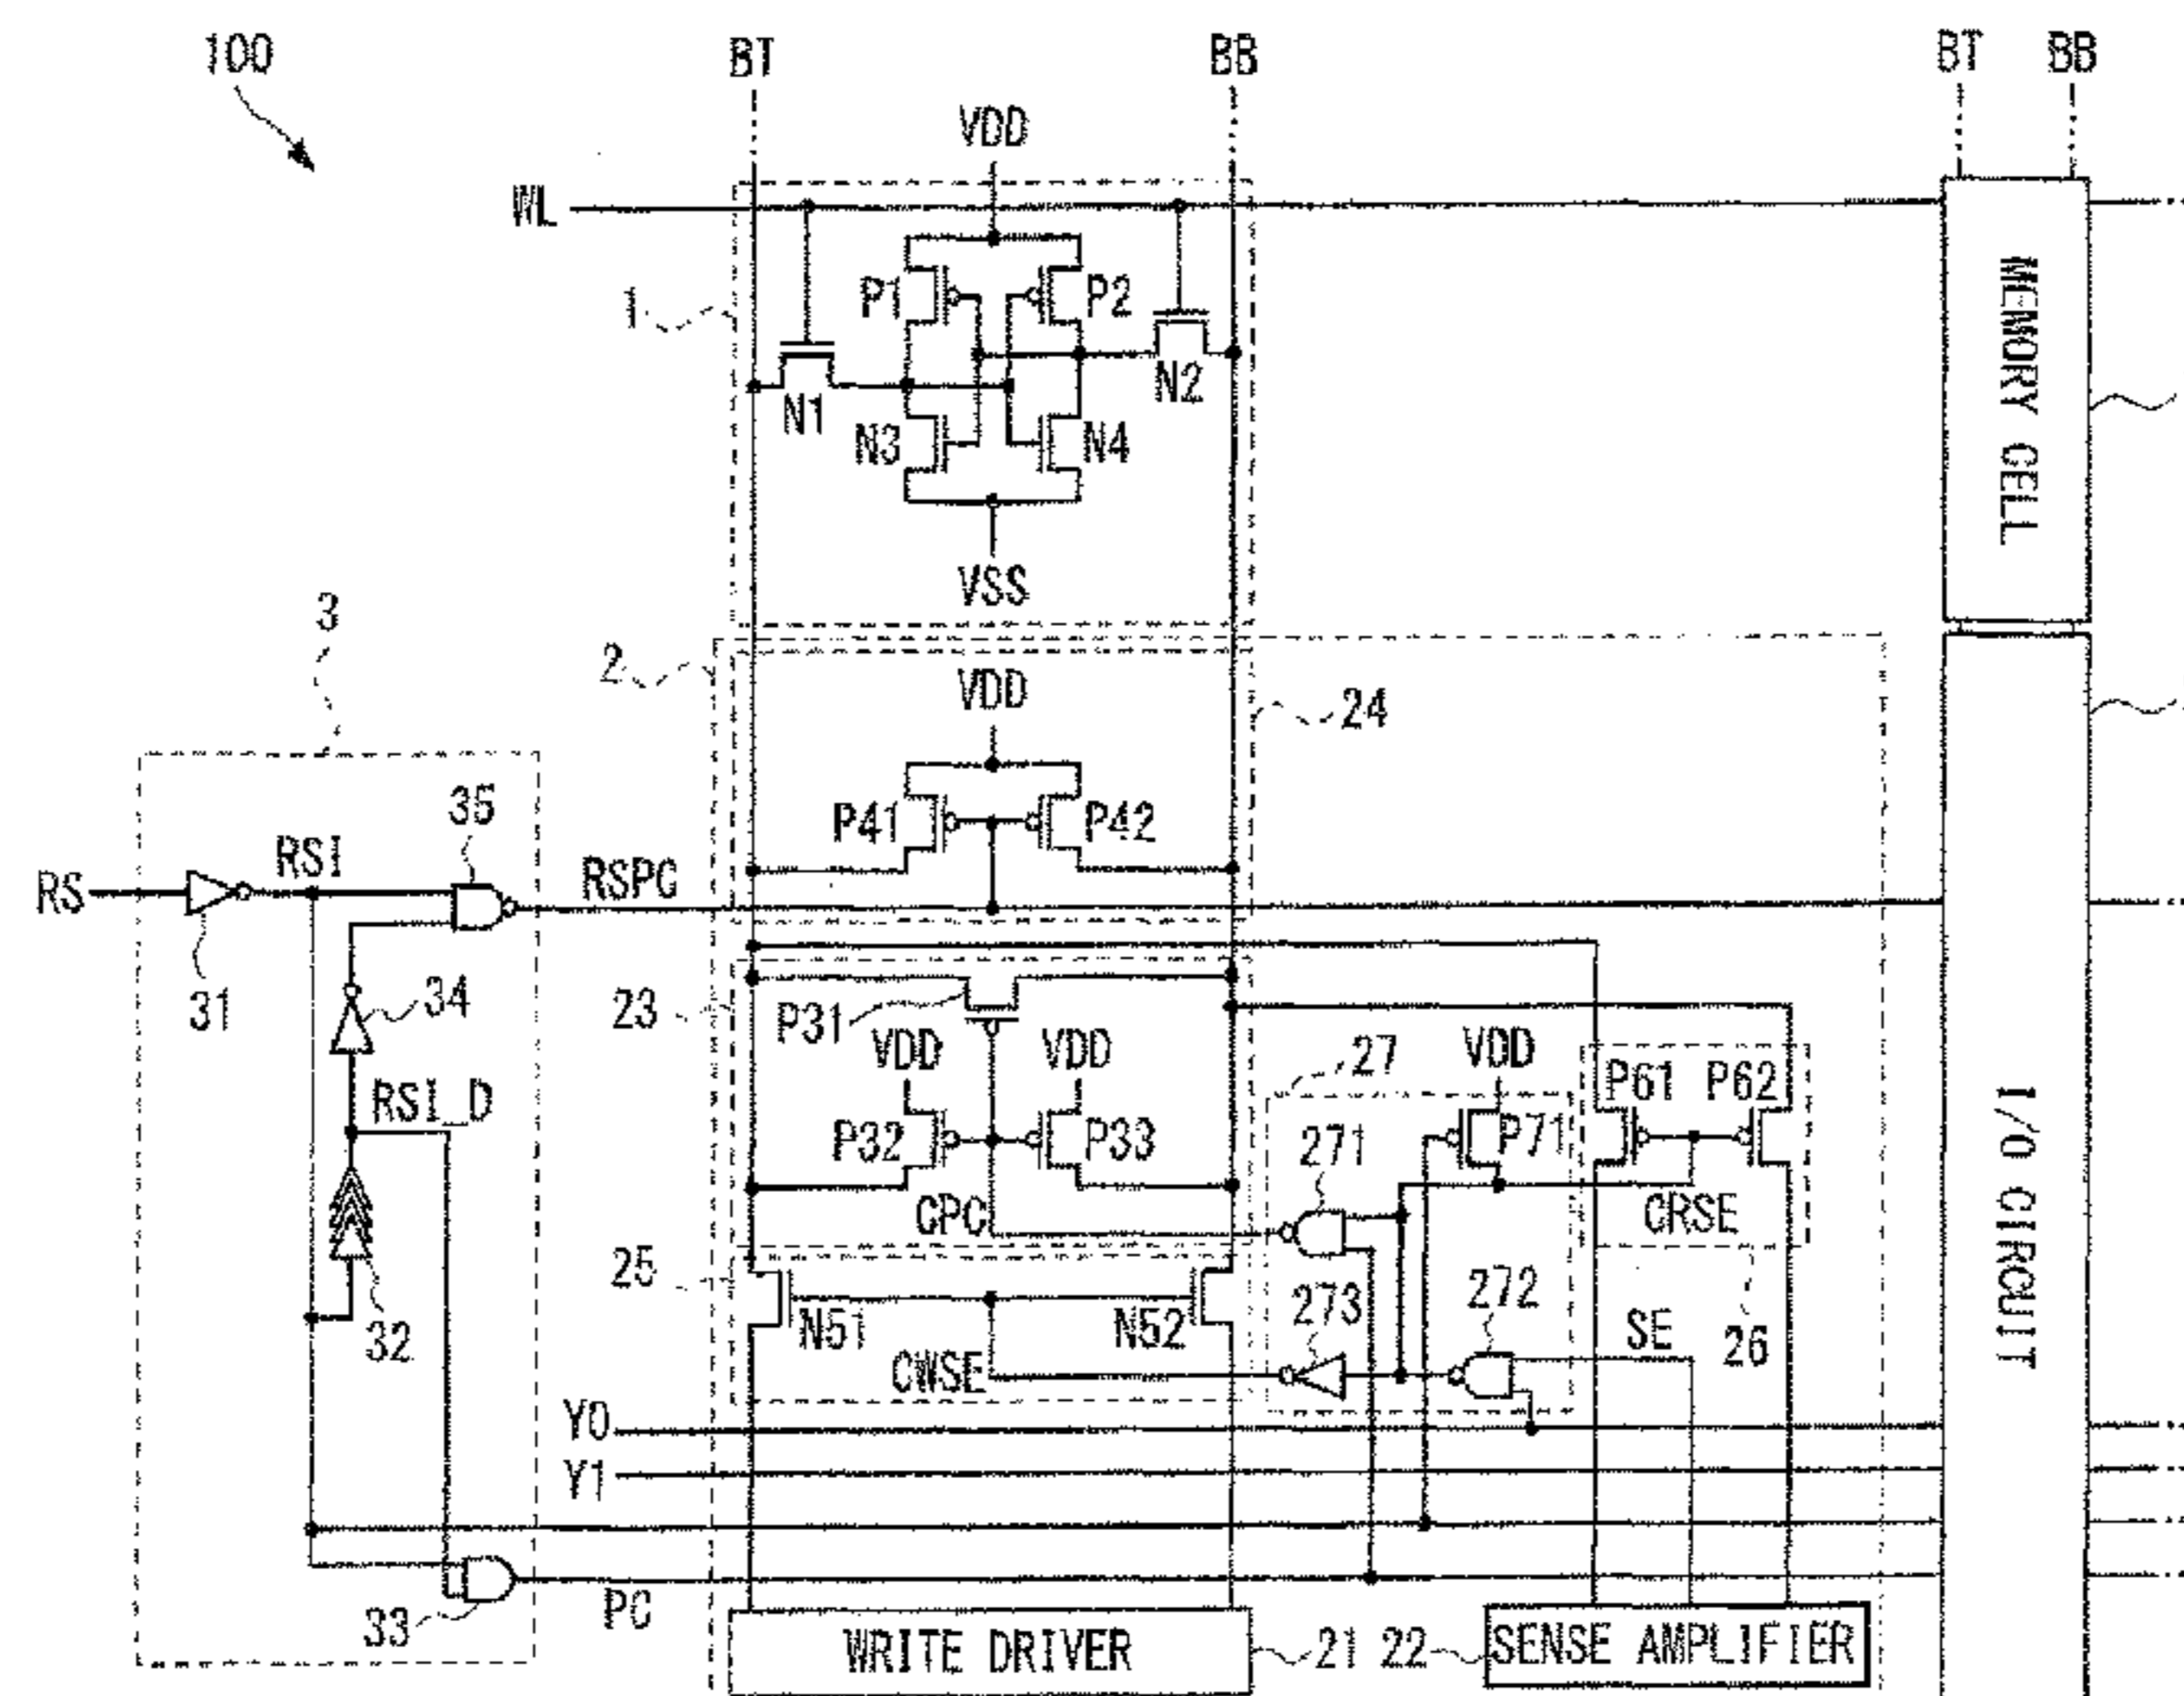 100
BT
BB
BT
BB
VDD
WL
1
P1
P2
N1
N2
N3
N4
VSS
MEMORY CELL
3
2
VDD
24
35
P41
P42
RS
RSI
RSPC
31
34
23
P31
VDD
VDD
27
VDD
P61
P62
RSI_D
P32
P33
271
P71
CPC
CRSE
25
N51
N52
273
272
SE
26
32
CWSE
I/O CIRCUIT
Y0
Y1
33
PC
WRITE DRIVER
21
22
SENSE AMPLIFIER